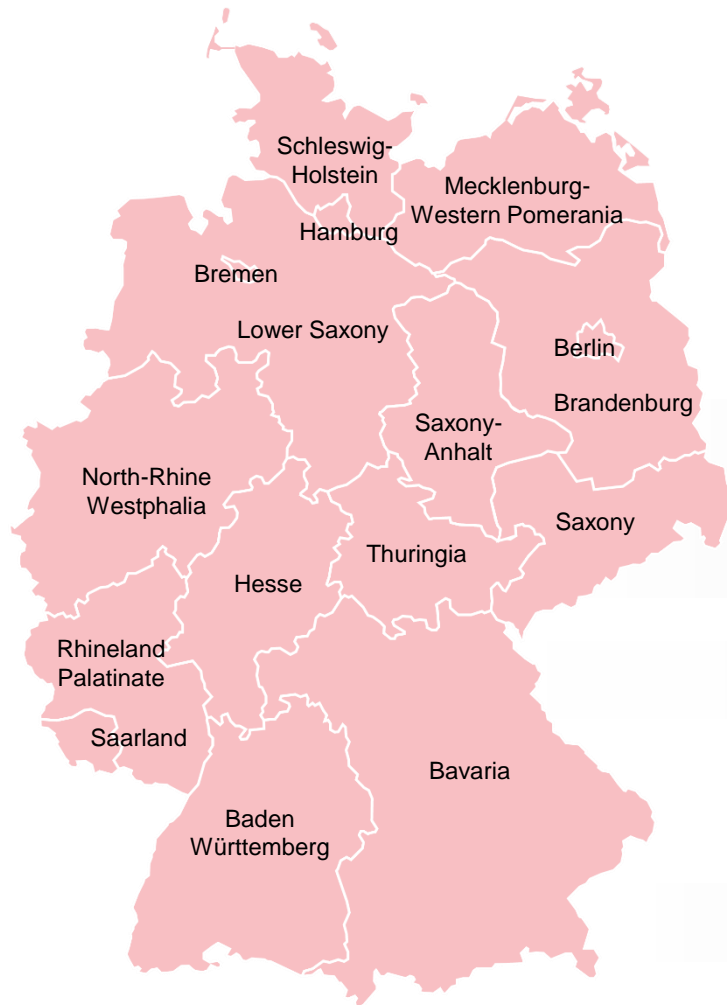 Schleswig-
Holstein
Mecklenburg-
Western Pomerania
Hamburg
Bremen
Lower Saxony
Berlin
Brandenburg
Saxony-
Anhalt
North-Rhine
Westphalia
Saxony
Thuringia
Hesse
Rhineland
Palatinate
Saarland
Bavaria
Baden
Württemberg